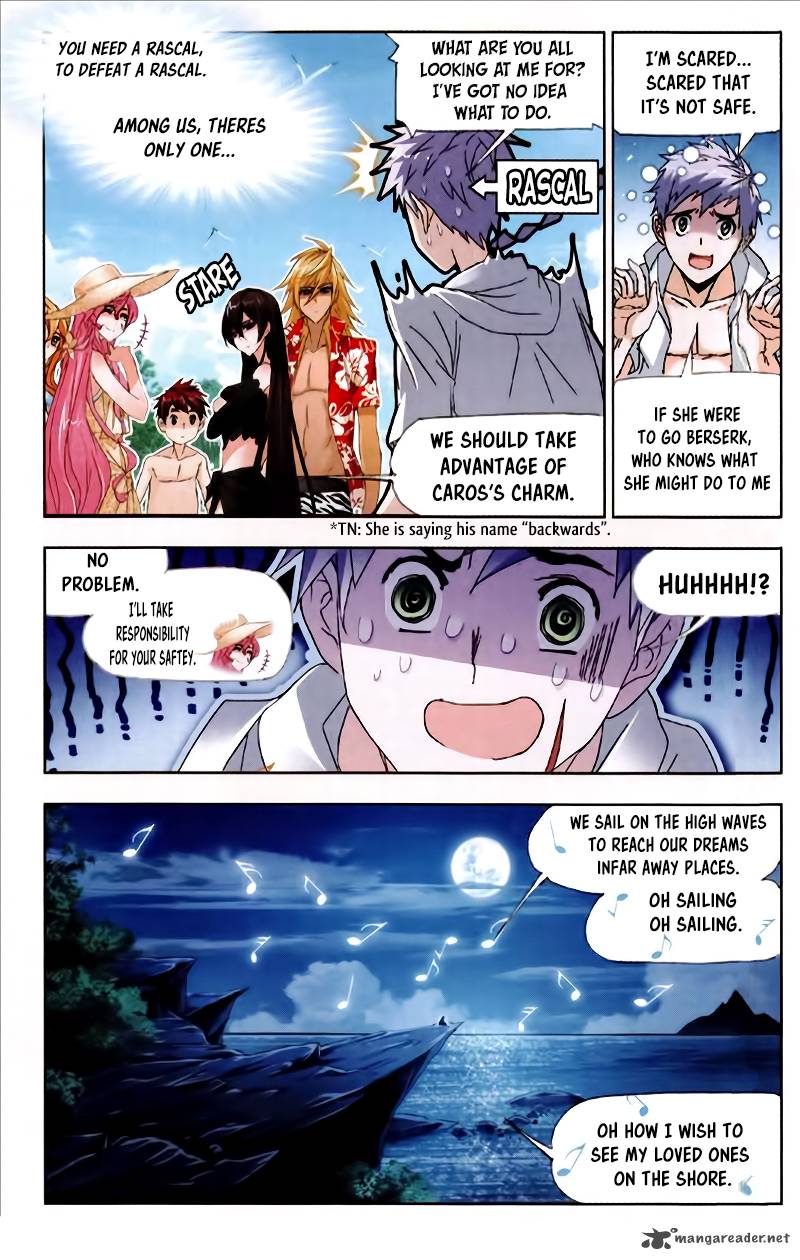 YOU NEED A RASCAL,
TO DEFEAT A RASCAL.
AMONG US, THERES
ONLY ONE...
WHAT ARE YOU ALL
LOOKING AT ME FOR?
I'VE GOT NO IDEA
WHAT TO DO.
RASCAL
STARE
WE SHOULD TAKE
ADVANTAGE OF
CAROS'S CHARM.
I'M SCARED...
SCARED THAT
IT'S NOT SAFE.
IF SHE WERE
TO GO BERSERK,
WHO KNOWS WHAT
SHE MIGHT DO TO ME
*TN: She is saying his name "backwards".
NO
PROBLEM.
I'LL TAKE
RESPONSIBILITY
FOR YOUR SAFTEY.
HUHHHH!?
WE SAIL ON THE HIGH WAVES
TO REACH OUR DREAMS
INFAR AWAY PLACES.
OH SAILING
OH SAILING.
OH HOW I WISH TO
SEE MY LOVED ONES
ON THE SHORE.
mangareader.net